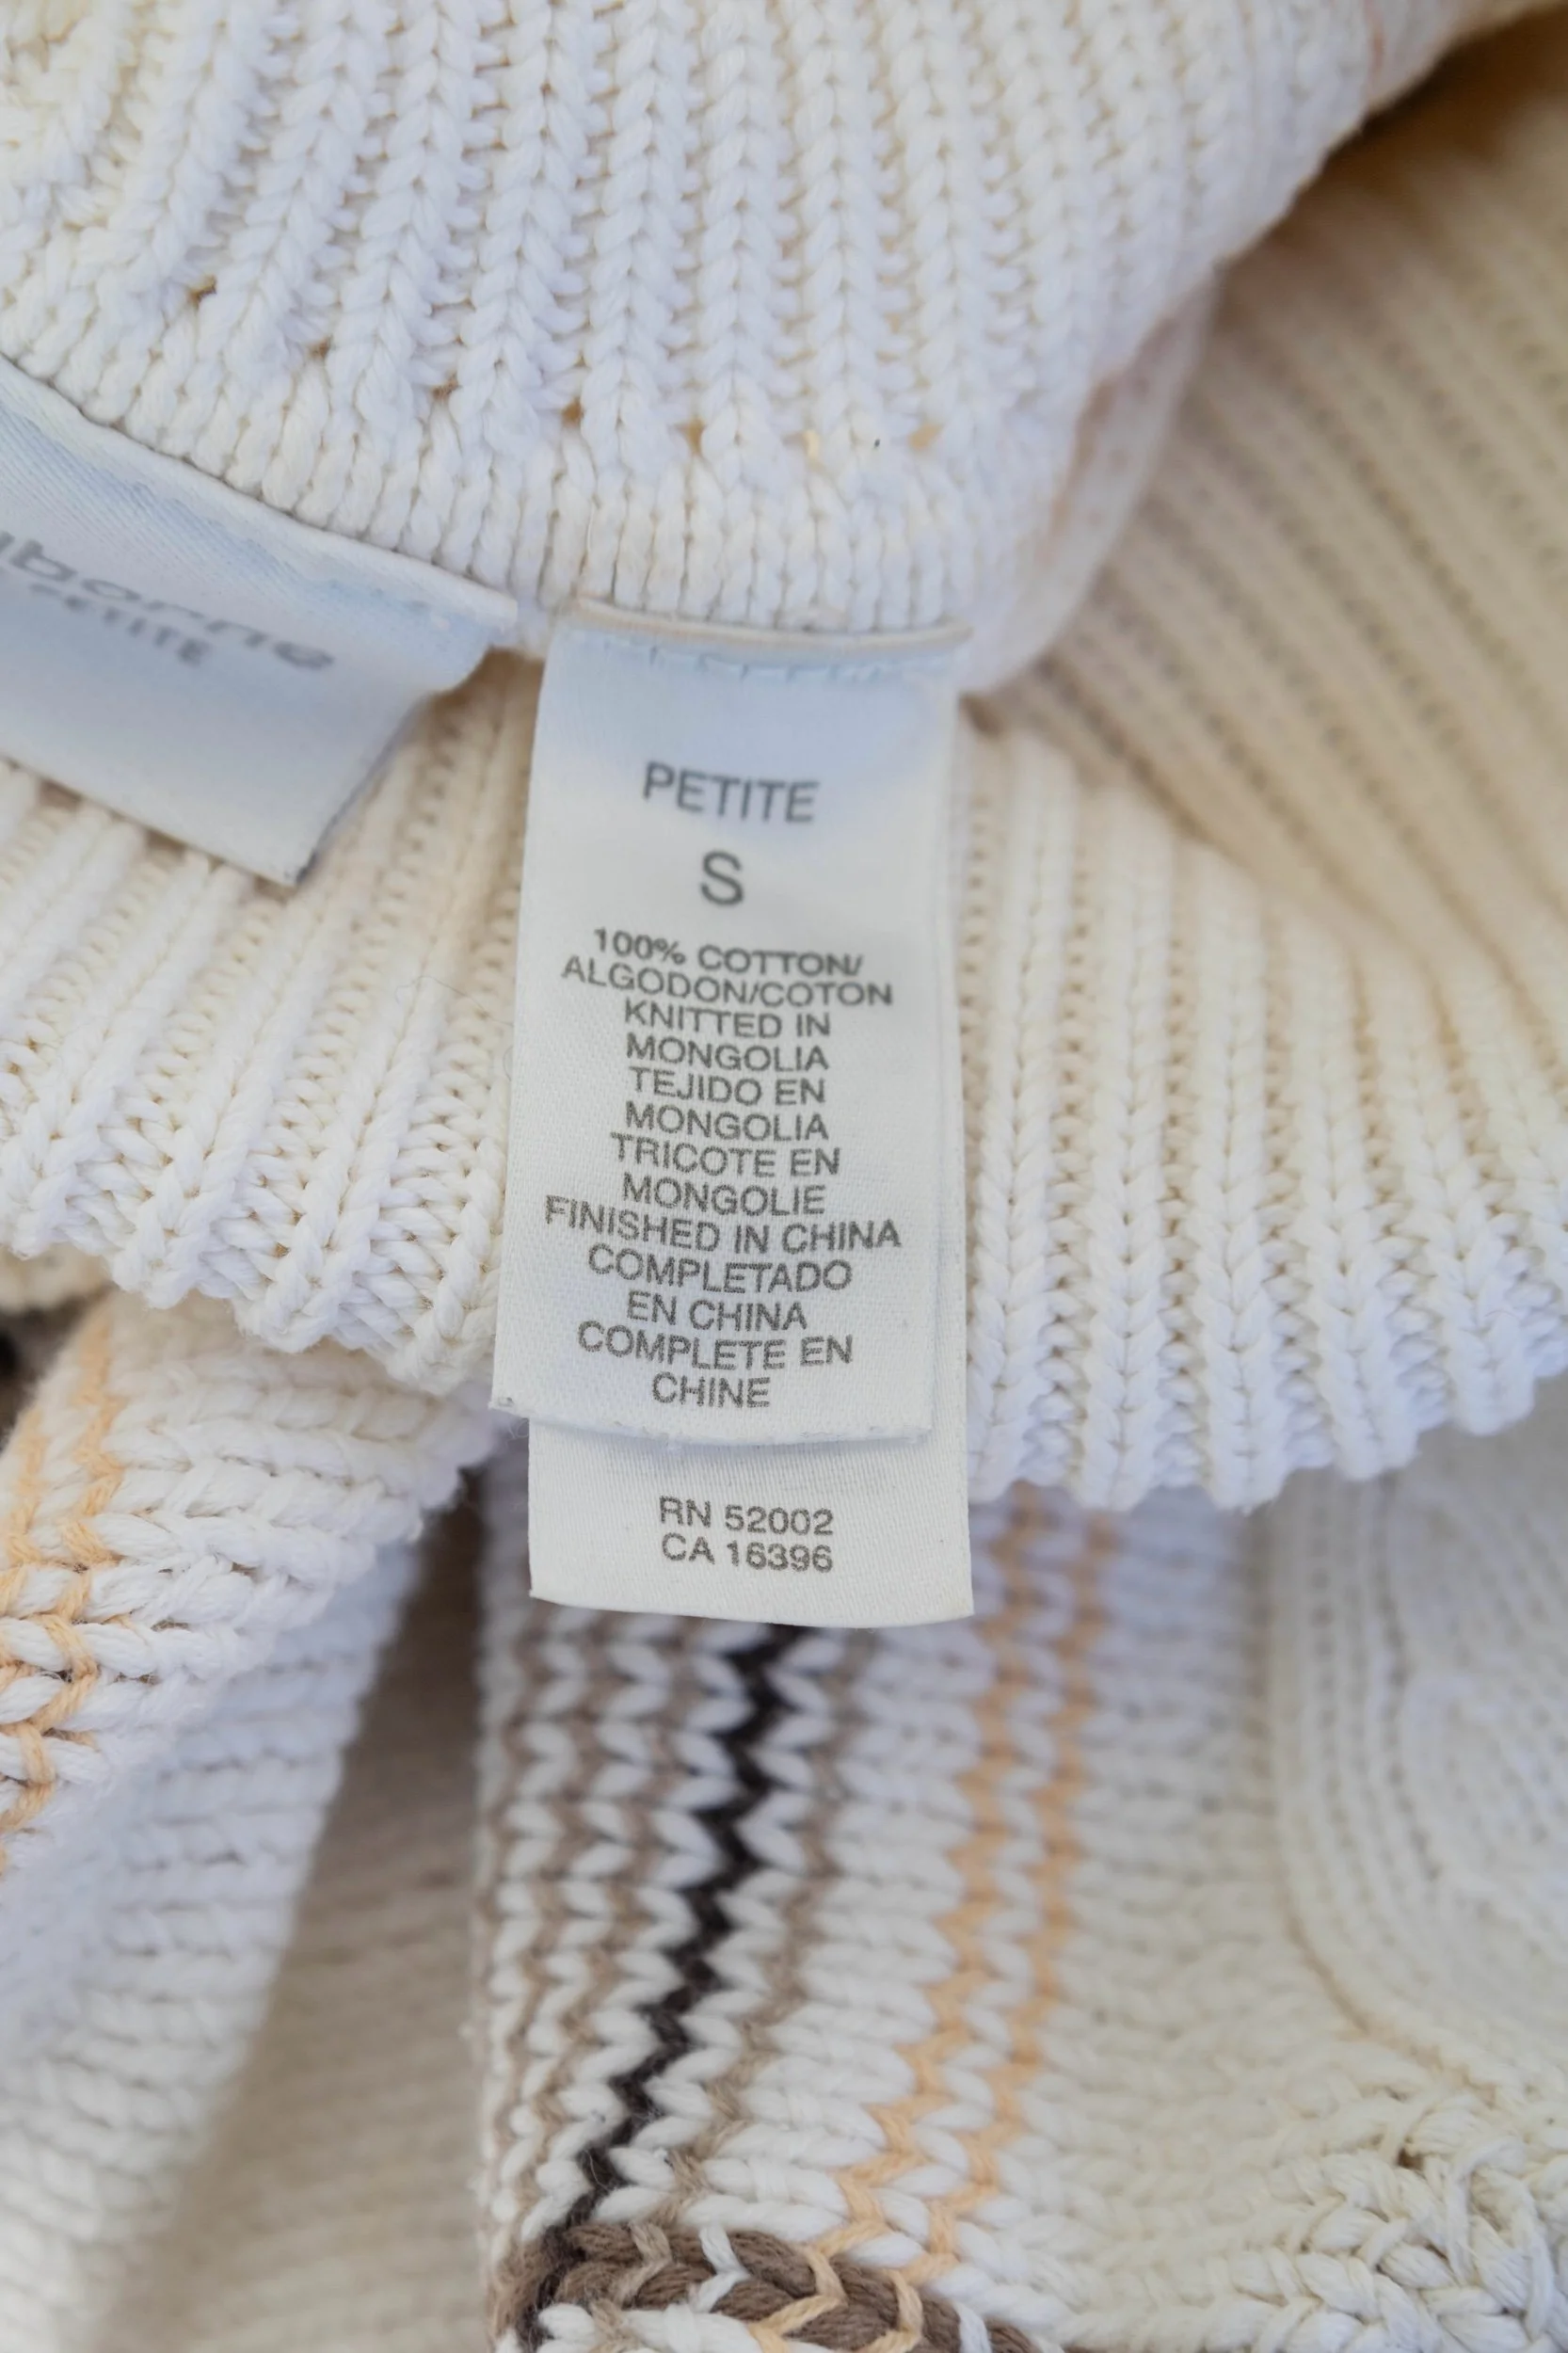 PETITE
PETITE
S
100% COTTON/
ALGODON/COTON
KNITTED IN
MONGOLIA
TEJIDO EN
MONGOLIA
TRICOTE EN
MONGOLIE
FINISHED IN CHINA
COMPLETADO
EN CHINA
COMPLETE EN
CHINE
RN 52002
CA 16396